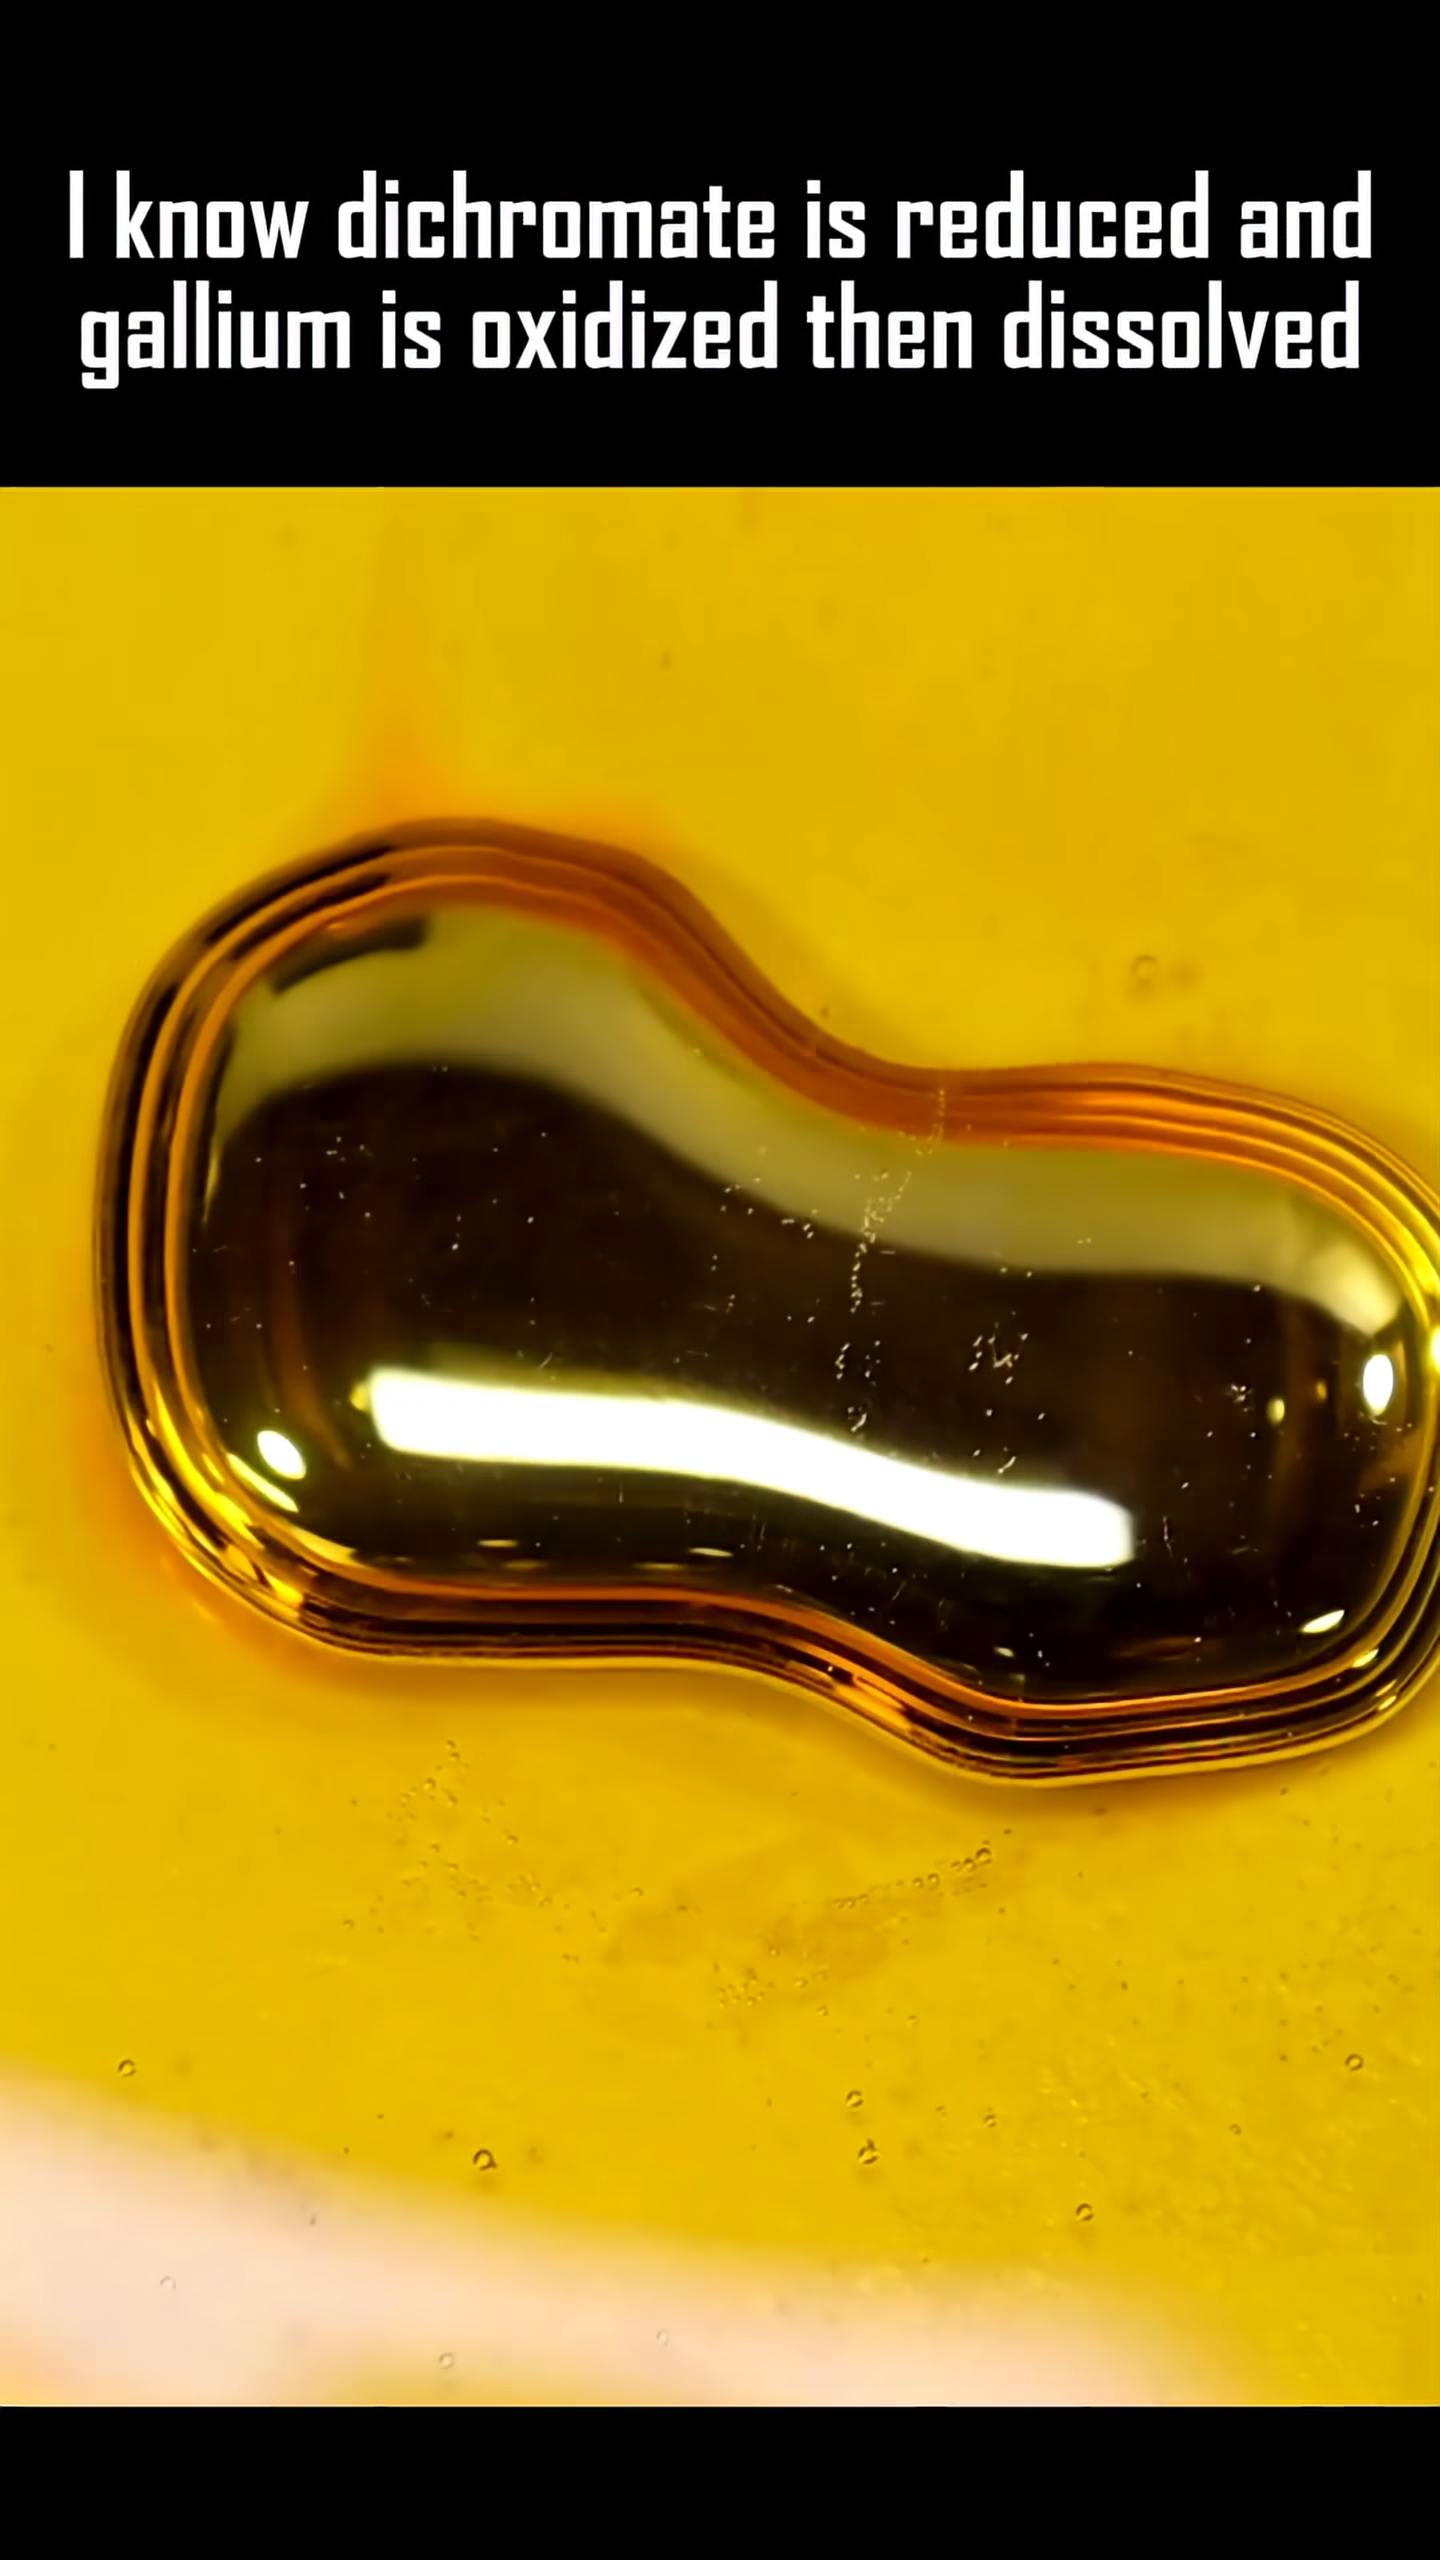 I know dichromate is reduced and
gallium is oxidized then dissolved